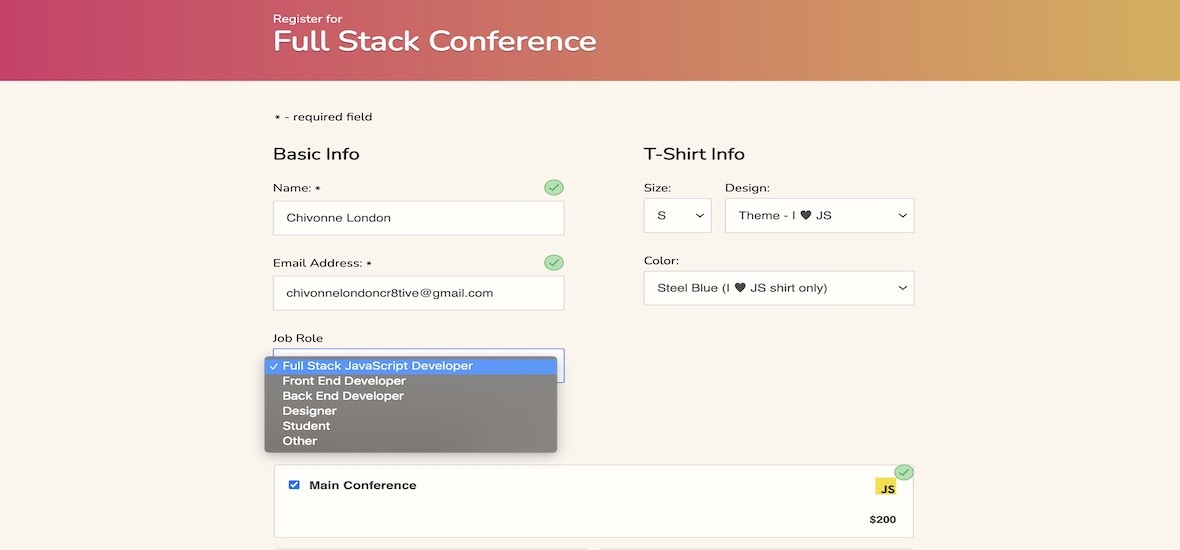 Register for
Full Stack Conference
* - required field
Basic Info
Name: *
Chivonne London
Email Address: *
chivonnelondoncr8tive@gmail.com
Job Role
✓ Full Stack JavaScript Developer
Front End Developer
Back End Developer
Designer
Student
Other
T-Shirt Info
Size:
S
Design:
Theme - I ♥ JS
Color:
Steel Blue (I ♥ JS shirt only)
Main Conference
JS
$200